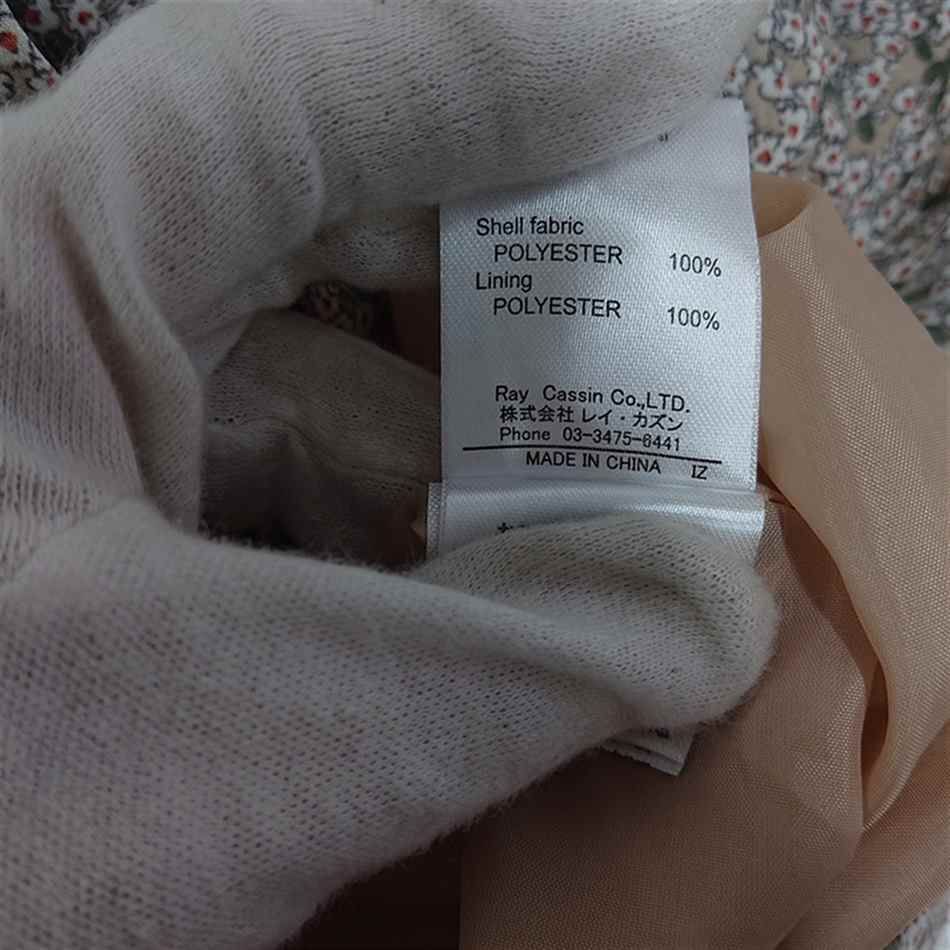 Shell fabric
POLYESTER 100%
Lining
POLYESTER 100%
Ray Cassin Co.,LTD.
株式会社 レイ・カズン
Phone 03-3475-6441
MADE IN CHINA IZ